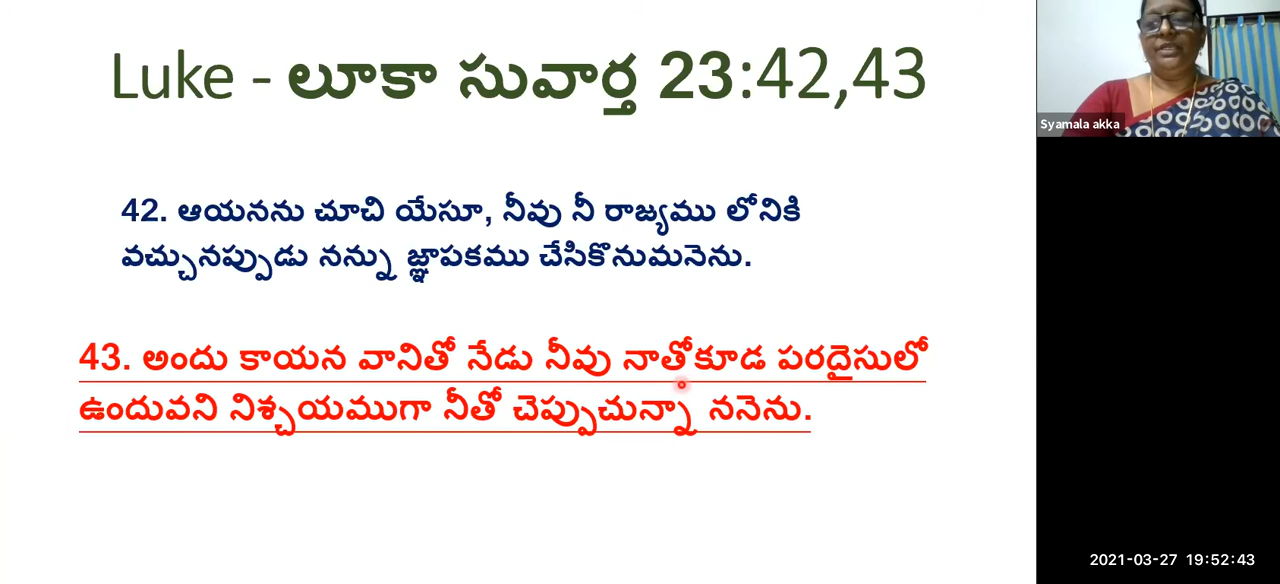 Luke - లూకా సువార్త 23:42,43
Syamala akka
42. ఆయనను చూచి యేసూ, నీవు నీ రాజ్యము లోనికి
వచ్చునప్పుడు నన్ను జ్ఞాపకము చేసికొనుమనెను.
43. అందు కాయన వానితో నేడు నీవు నాతోకూడ పరదైసులో
ఉందువని నిశ్చయముగా నీతో చెప్పుచున్నా ననెను.
2021-03-27 19:52:43